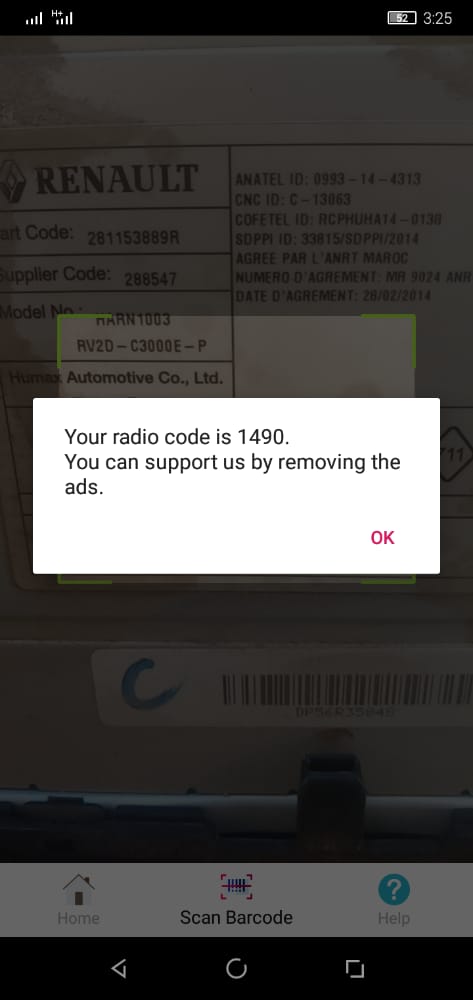 52 3:25
RENAULT
art Code: 281153889R
Supplier Code: 288547
Model No.: HARN1003
RV2D-C3000E-P
Humax Automotive Co., Ltd.
ANATEL ID: 0993-14-4313
CNC ID: C-13063
COFETEL ID: RCPHUHA14-0130
SDPPI ID: 33815/SDPPI/2014
AGREE PAR L'ANRT MAROC
NUMERO D'AGREMENT: MR 9024 ANR
DATE D'AGREMENT: 28/02/2014
Your radio code is 1490.
You can support us by removing the
ads.
OK
C
Home
Scan Barcode
Help